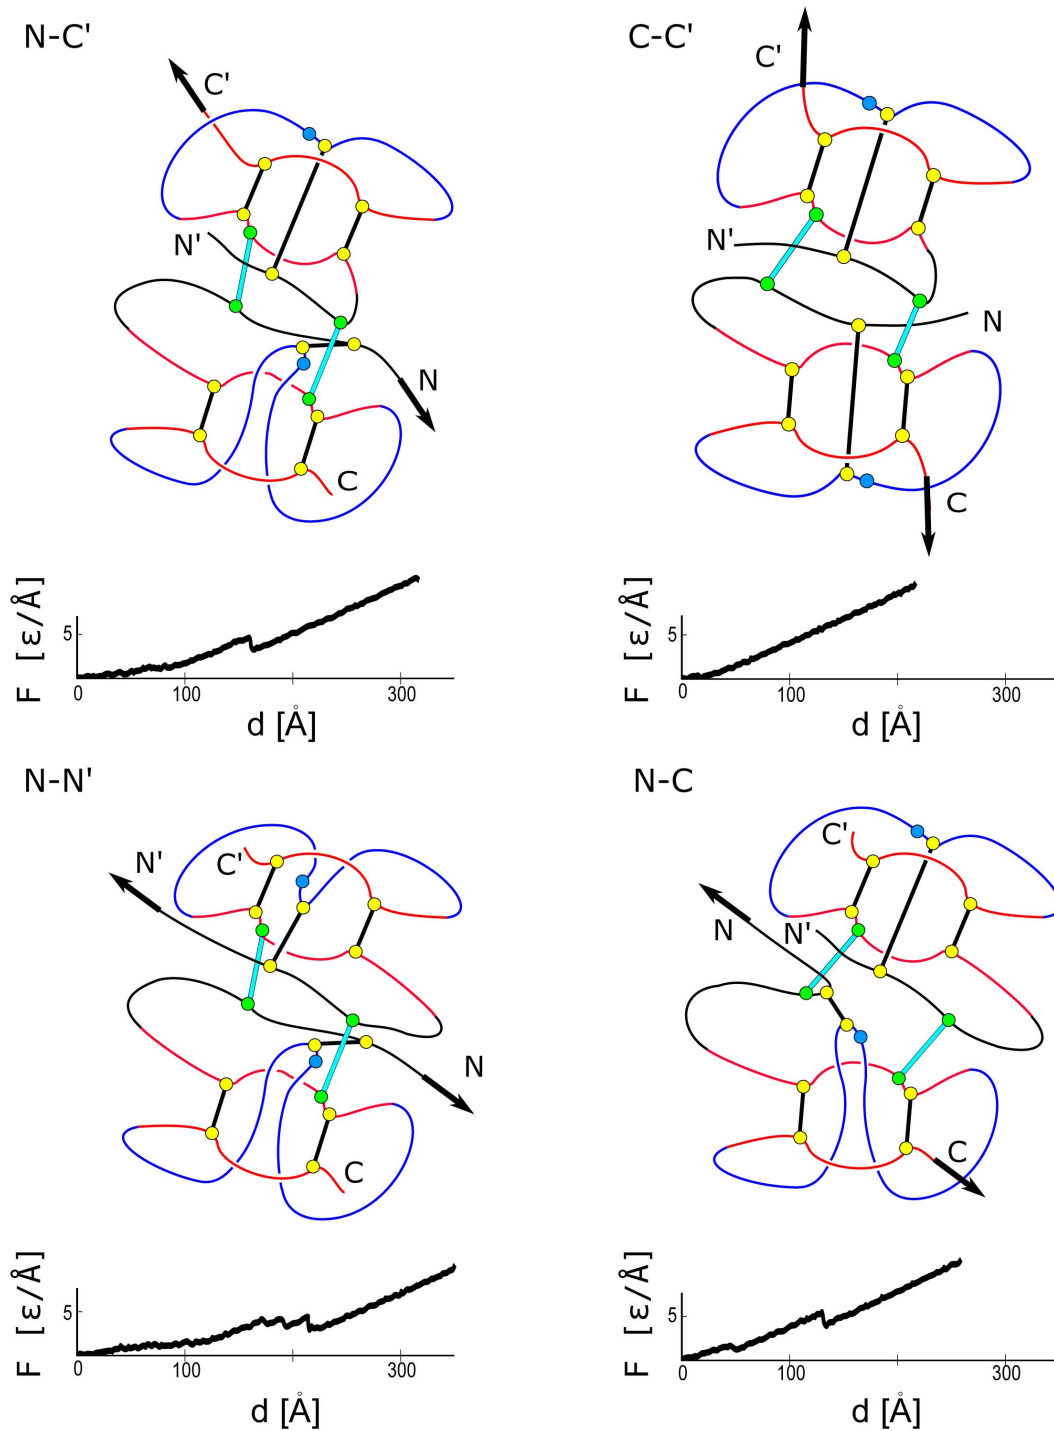 N-C'
C'
N'
N
C
F [ε/Å]
5
0 100 300
d [Å]
C-C'
C'
N'
N
C
F [ε/Å]
5
0 100 300
d [Å]
N-N'
N'
C'
N
C
F [ε/Å]
5
0 100 300
d [Å]
N-C
C'
N
N'
C
F [ε/Å]
5
0 100 300
d [Å]